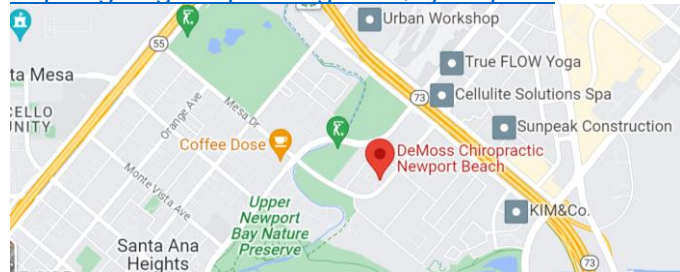 Urban Workshop
55
ta Mesa
True FLOW Yoga
73
Cellulite Solutions Spa
Orange Ave
Mesa Dr
CELLO
UNITY
Sunpeak Construction
Coffee Dose
DeMoss Chiropractic
Newport Beach
Monte Vista Ave
Upper
Newport
Bay Nature
Preserve
KIM&Co.
Santa Ana
Heights
73